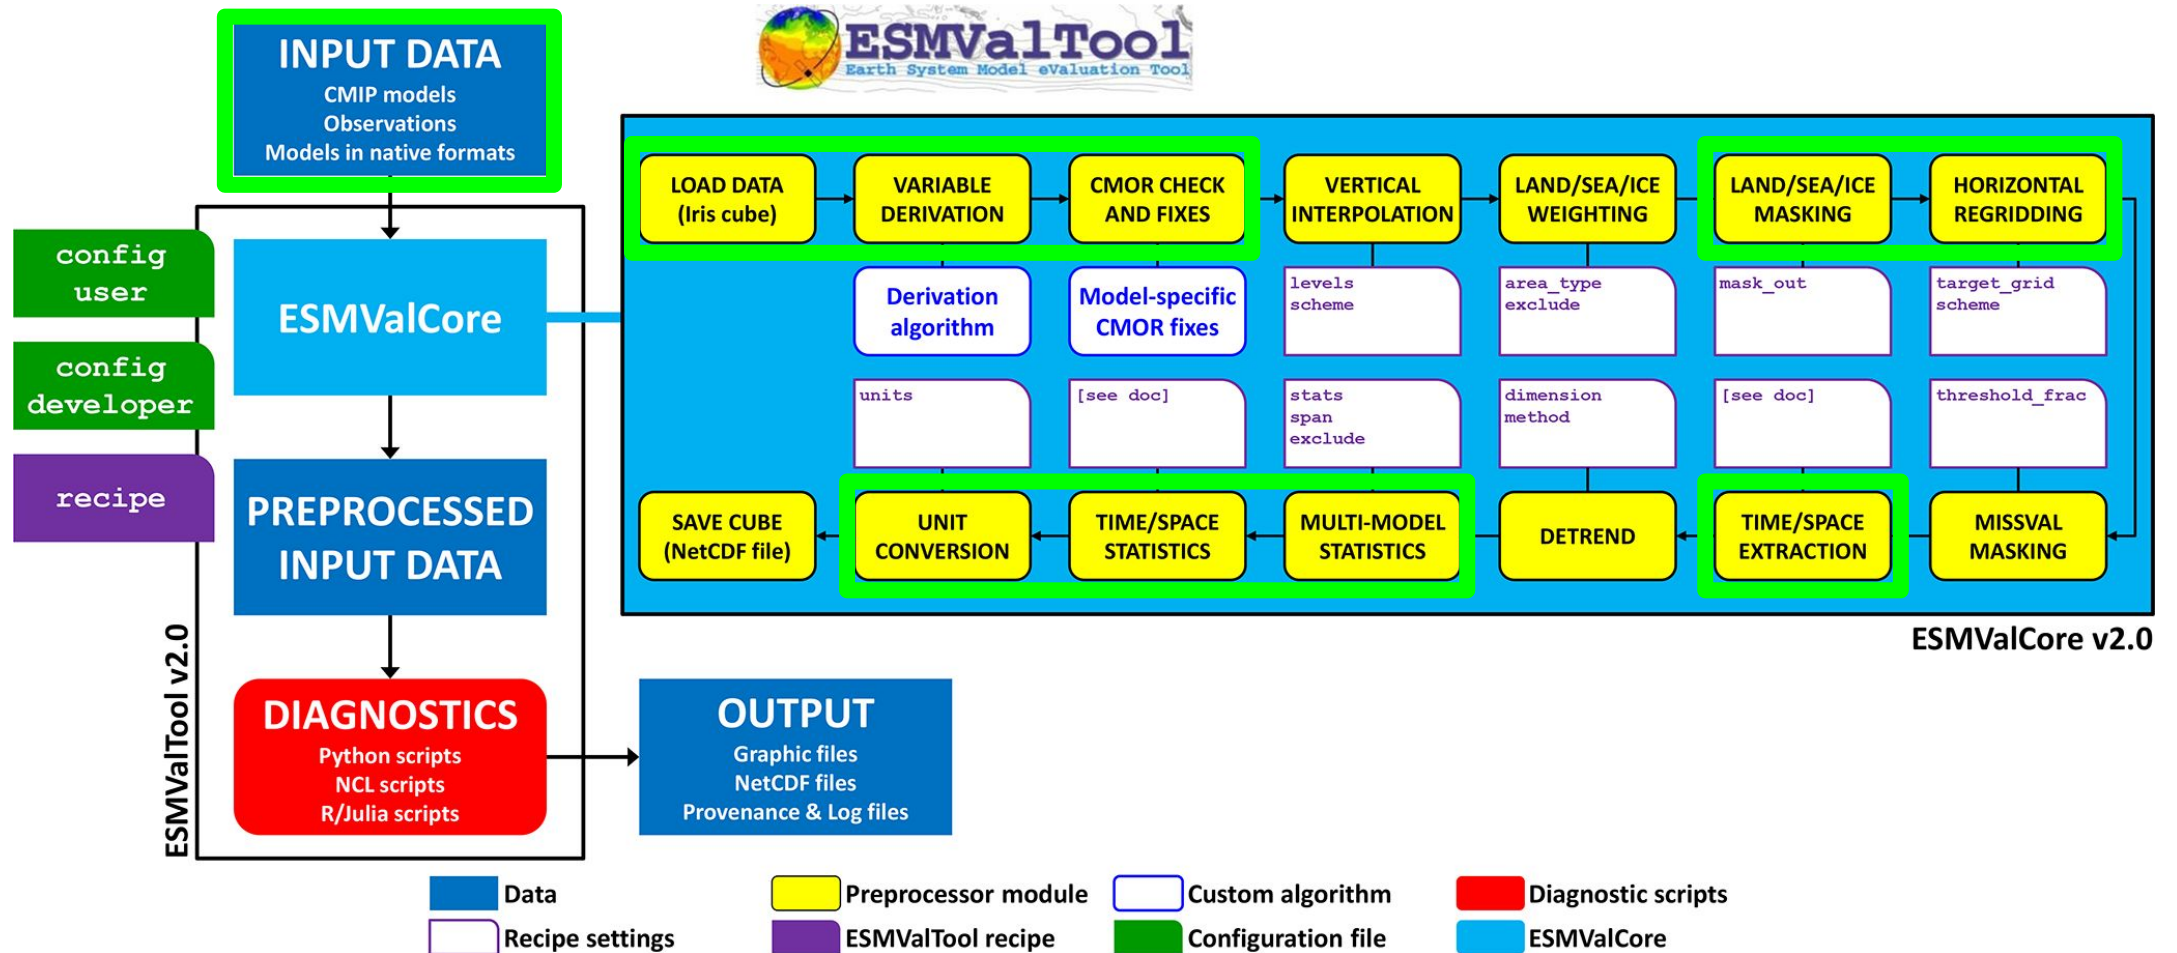 ESMValTool
Earth System Model eValuation Tool
INPUT DATA
CMIP models
Observations
Models in native formats
config
user
config
developer
recipe
ESMValCore
PREPROCESSED
INPUT DATA
DIAGNOSTICS
Python scripts
NCL scripts
R/Julia scripts
ESMValTool v2.0
OUTPUT
Graphic files
NetCDF files
Provenance & Log files
LOAD DATA
(Iris cube)
VARIABLE
DERIVATION
CMOR CHECK
AND FIXES
VERTICAL
INTERPOLATION
LAND/SEA/ICE
WEIGHTING
LAND/SEA/ICE
MASKING
HORIZONTAL
REGRIDDING
Derivation
algorithm
Model-specific
CMOR fixes
levels
scheme
area_type
exclude
mask_out
target_grid
scheme
units
[see doc]
stats
span
exclude
dimension
method
[see doc]
threshold_frac
SAVE CUBE
(NetCDF file)
UNIT
CONVERSION
TIME/SPACE
STATISTICS
MULTI-MODEL
STATISTICS
DETREND
TIME/SPACE
EXTRACTION
MISSVAL
MASKING
ESMValCore v2.0
Data
Preprocessor module
Custom algorithm
Diagnostic scripts
Recipe settings
ESMValTool recipe
Configuration file
ESMValCore